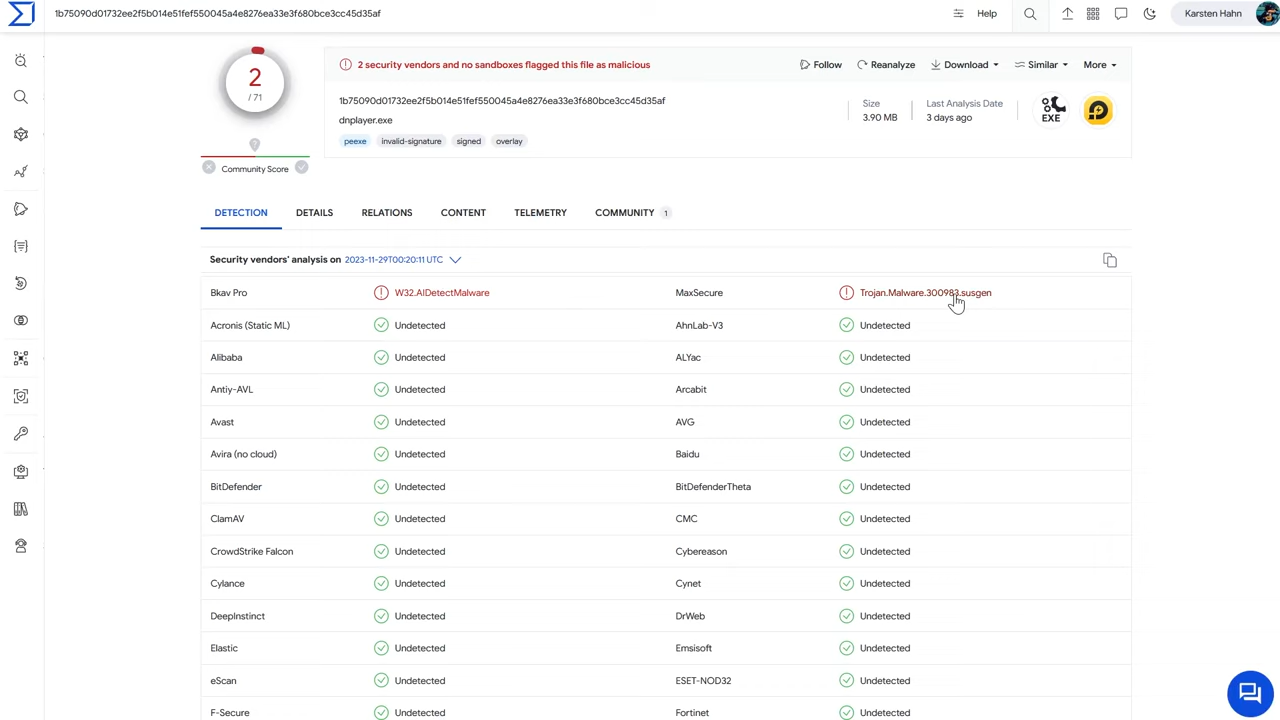 1b75090d01732ee2f5b014e51fef550045a4e8276ea33e3f680bce3cc45d35af
Help
Karsten Hahn
2
/ 71
Community Score
2 security vendors and no sandboxes flagged this file as malicious
Follow
Reanalyze
Download
Similar
More
1b75090d01732ee2f5b014e51fef550045a4e8276ea33e3f680bce3cc45d35af
dnplayer.exe
peexe
invalid-signature
signed
overlay
Size
3.90 MB
Last Analysis Date
3 days ago
EXE
DETECTION
DETAILS
RELATIONS
CONTENT
TELEMETRY
COMMUNITY 1
Security vendors' analysis on 2023-11-29T00:20:11 UTC
Bkav Pro W32.AIDetectMalware MaxSecure Trojan.Malware.300983.susgen
Acronis (Static ML) Undetected AhnLab-V3 Undetected
Alibaba Undetected ALYac Undetected
Antiy-AVL Undetected Arcabit Undetected
Avast Undetected AVG Undetected
Avira (no cloud) Undetected Baidu Undetected
BitDefender Undetected BitDefenderTheta Undetected
ClamAV Undetected CMC Undetected
CrowdStrike Falcon Undetected Cybereason Undetected
Cylance Undetected Cynet Undetected
DeepInstinct Undetected DrWeb Undetected
Elastic Undetected Emsisoft Undetected
eScan Undetected ESET-NOD32 Undetected
F-Secure Undetected Fortinet Undetected